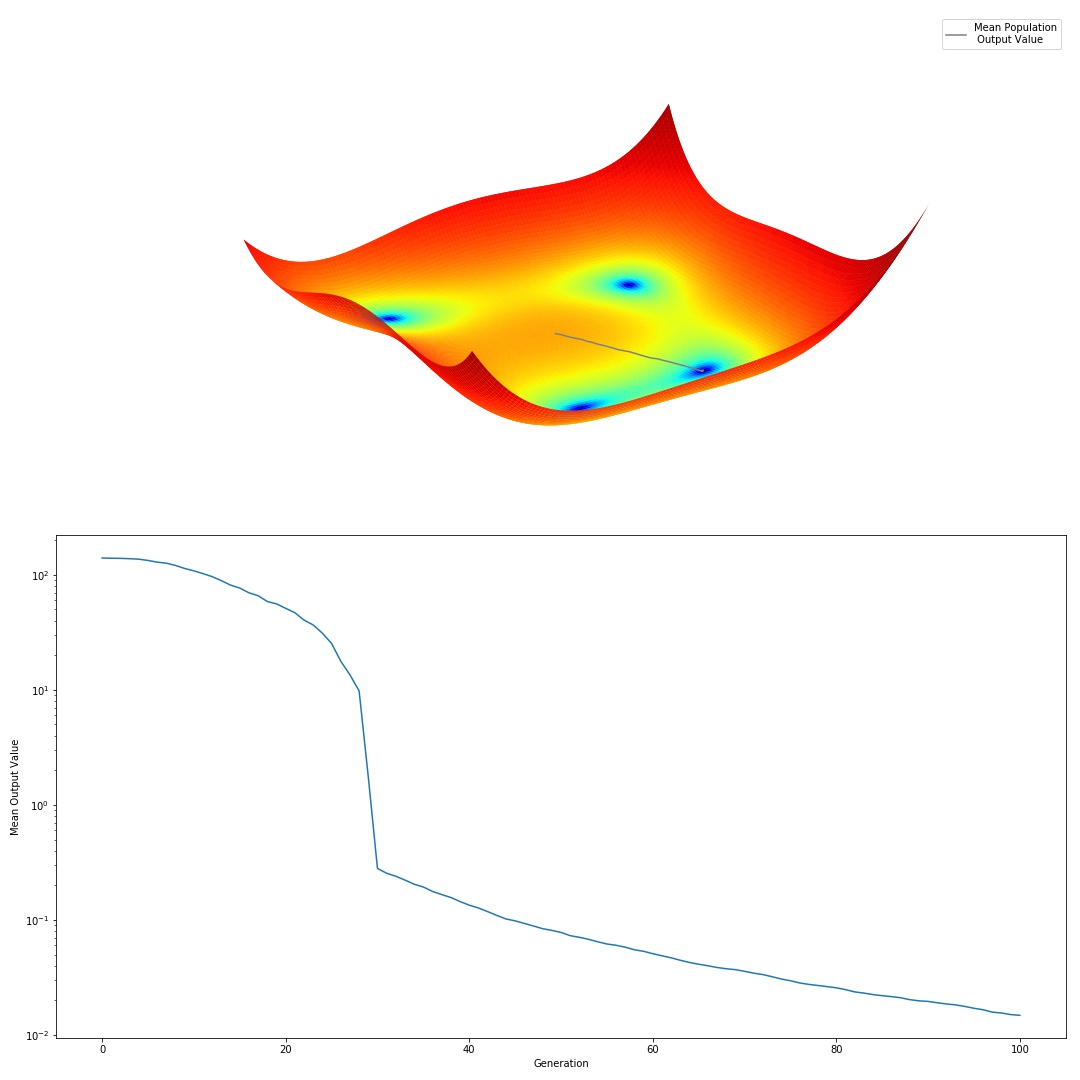 Mean Population
Output Value
10²
10¹
10⁰
10⁻¹
10⁻²
Mean Output Value
0 20 40 60 80 100
Generation